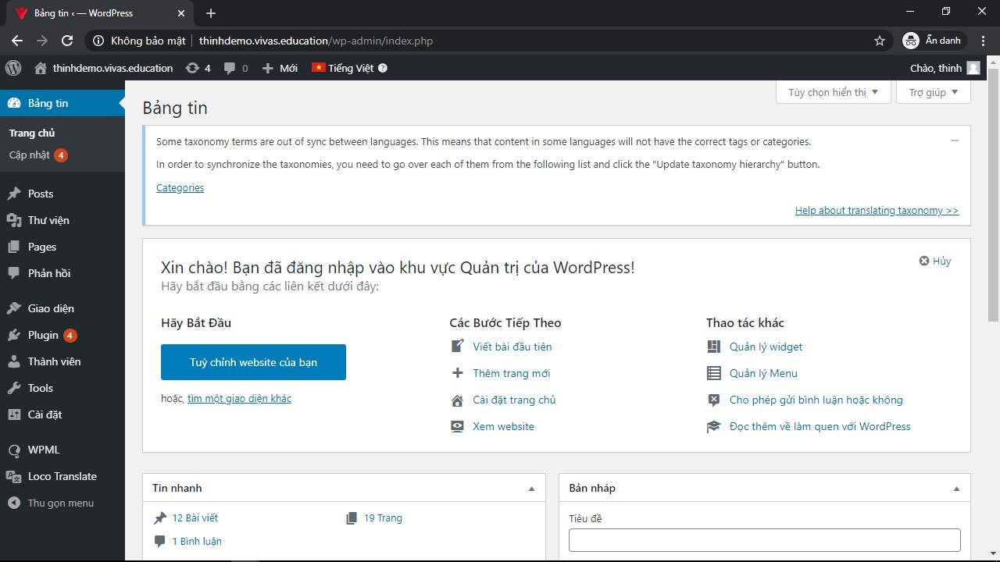 Bảng tin ‹ — WordPress
Không bảo mật
thinhdemo.vivas.education/wp-admin/index.php
Ẩn danh
thinhdemo.vivas.education
4
0
Mới
Tiếng Việt
Chào, thinh
Bảng tin
Trang chủ
Cập nhật 4
Posts
Thư viện
Pages
Phản hồi
Giao diện
Plugin 4
Thành viên
Tools
Cài đặt
WPML
Loco Translate
Thu gọn menu
Tùy chọn hiển thị
Trợ giúp
Bảng tin
Some taxonomy terms are out of sync between languages. This means that content in some languages will not have the correct tags or categories.
In order to synchronize the taxonomies, you need to go over each of them from the following list and click the "Update taxonomy hierarchy" button.
Categories
Help about translating taxonomy >>
Xin chào! Bạn đã đăng nhập vào khu vực Quản trị của WordPress!
Hủy
Hãy bắt đầu bằng các liên kết dưới đây:
Hãy Bắt Đầu
Tuỳ chỉnh website của bạn
hoặc, tìm một giao diện khác
Các Bước Tiếp Theo
Viết bài đầu tiên
Thêm trang mới
Cài đặt trang chủ
Xem website
Thao tác khác
Quản lý widget
Quản lý Menu
Cho phép gửi bình luận hoặc không
Đọc thêm về làm quen với WordPress
Tin nhanh
12 Bài viết
19 Trang
1 Bình luận
Bản nháp
Tiêu đề